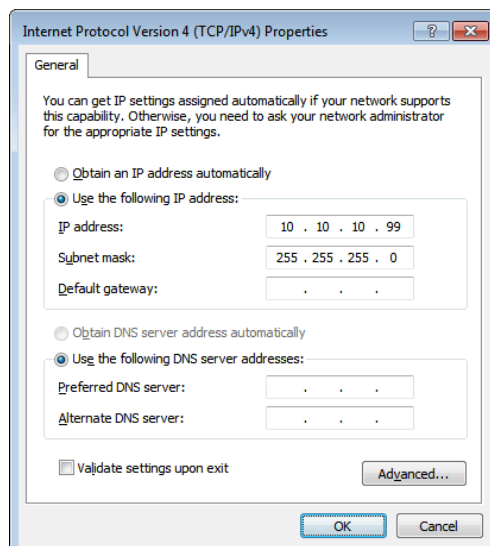 Internet Protocol Version 4 (TCP/IPv4) Properties
General
You can get IP settings assigned automatically if your network supports
this capability. Otherwise, you need to ask your network administrator
for the appropriate IP settings.
Obtain an IP address automatically
Use the following IP address:
IP address: 10 . 10 . 10 . 99
Subnet mask: 255 . 255 . 255 . 0
Default gateway: . . .
Obtain DNS server address automatically
Use the following DNS server addresses:
Preferred DNS server: . . .
Alternate DNS server: . . .
Validate settings upon exit
Advanced...
OK Cancel